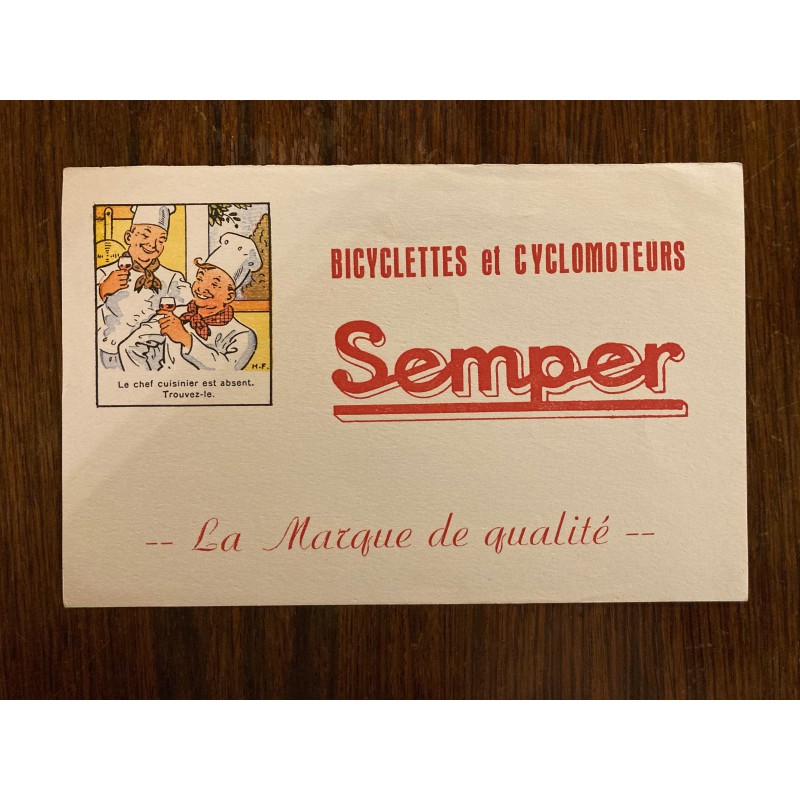 M-F.
Le chef cuisinier est absent.
Trouvez-le.
BICYCLETTES et CYCLOMOTEURS
Semper
-- La Marque de qualité --